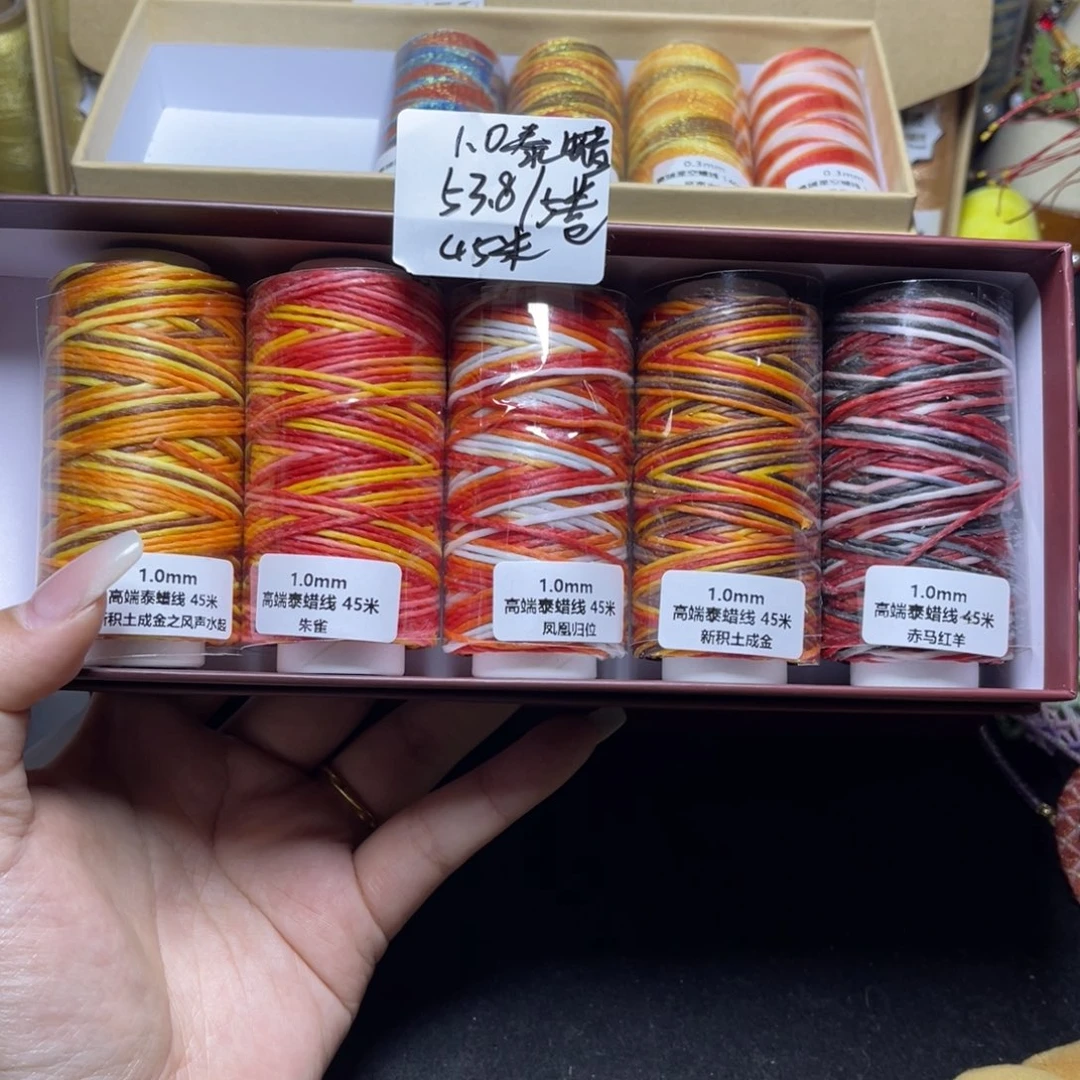 1.0泰蜡
53.8/5卷
45米
0.3mm
0.3mm
1.0mm
高端泰蜡线 45米
新积土成金之风声水起
1.0mm
高端泰蜡线 45米
朱雀
1.0mm
高端泰蜡线 45米
凤凰归位
1.0mm
高端泰蜡线 45米
新积土成金
1.0mm
高端泰蜡线 45米
赤马红羊